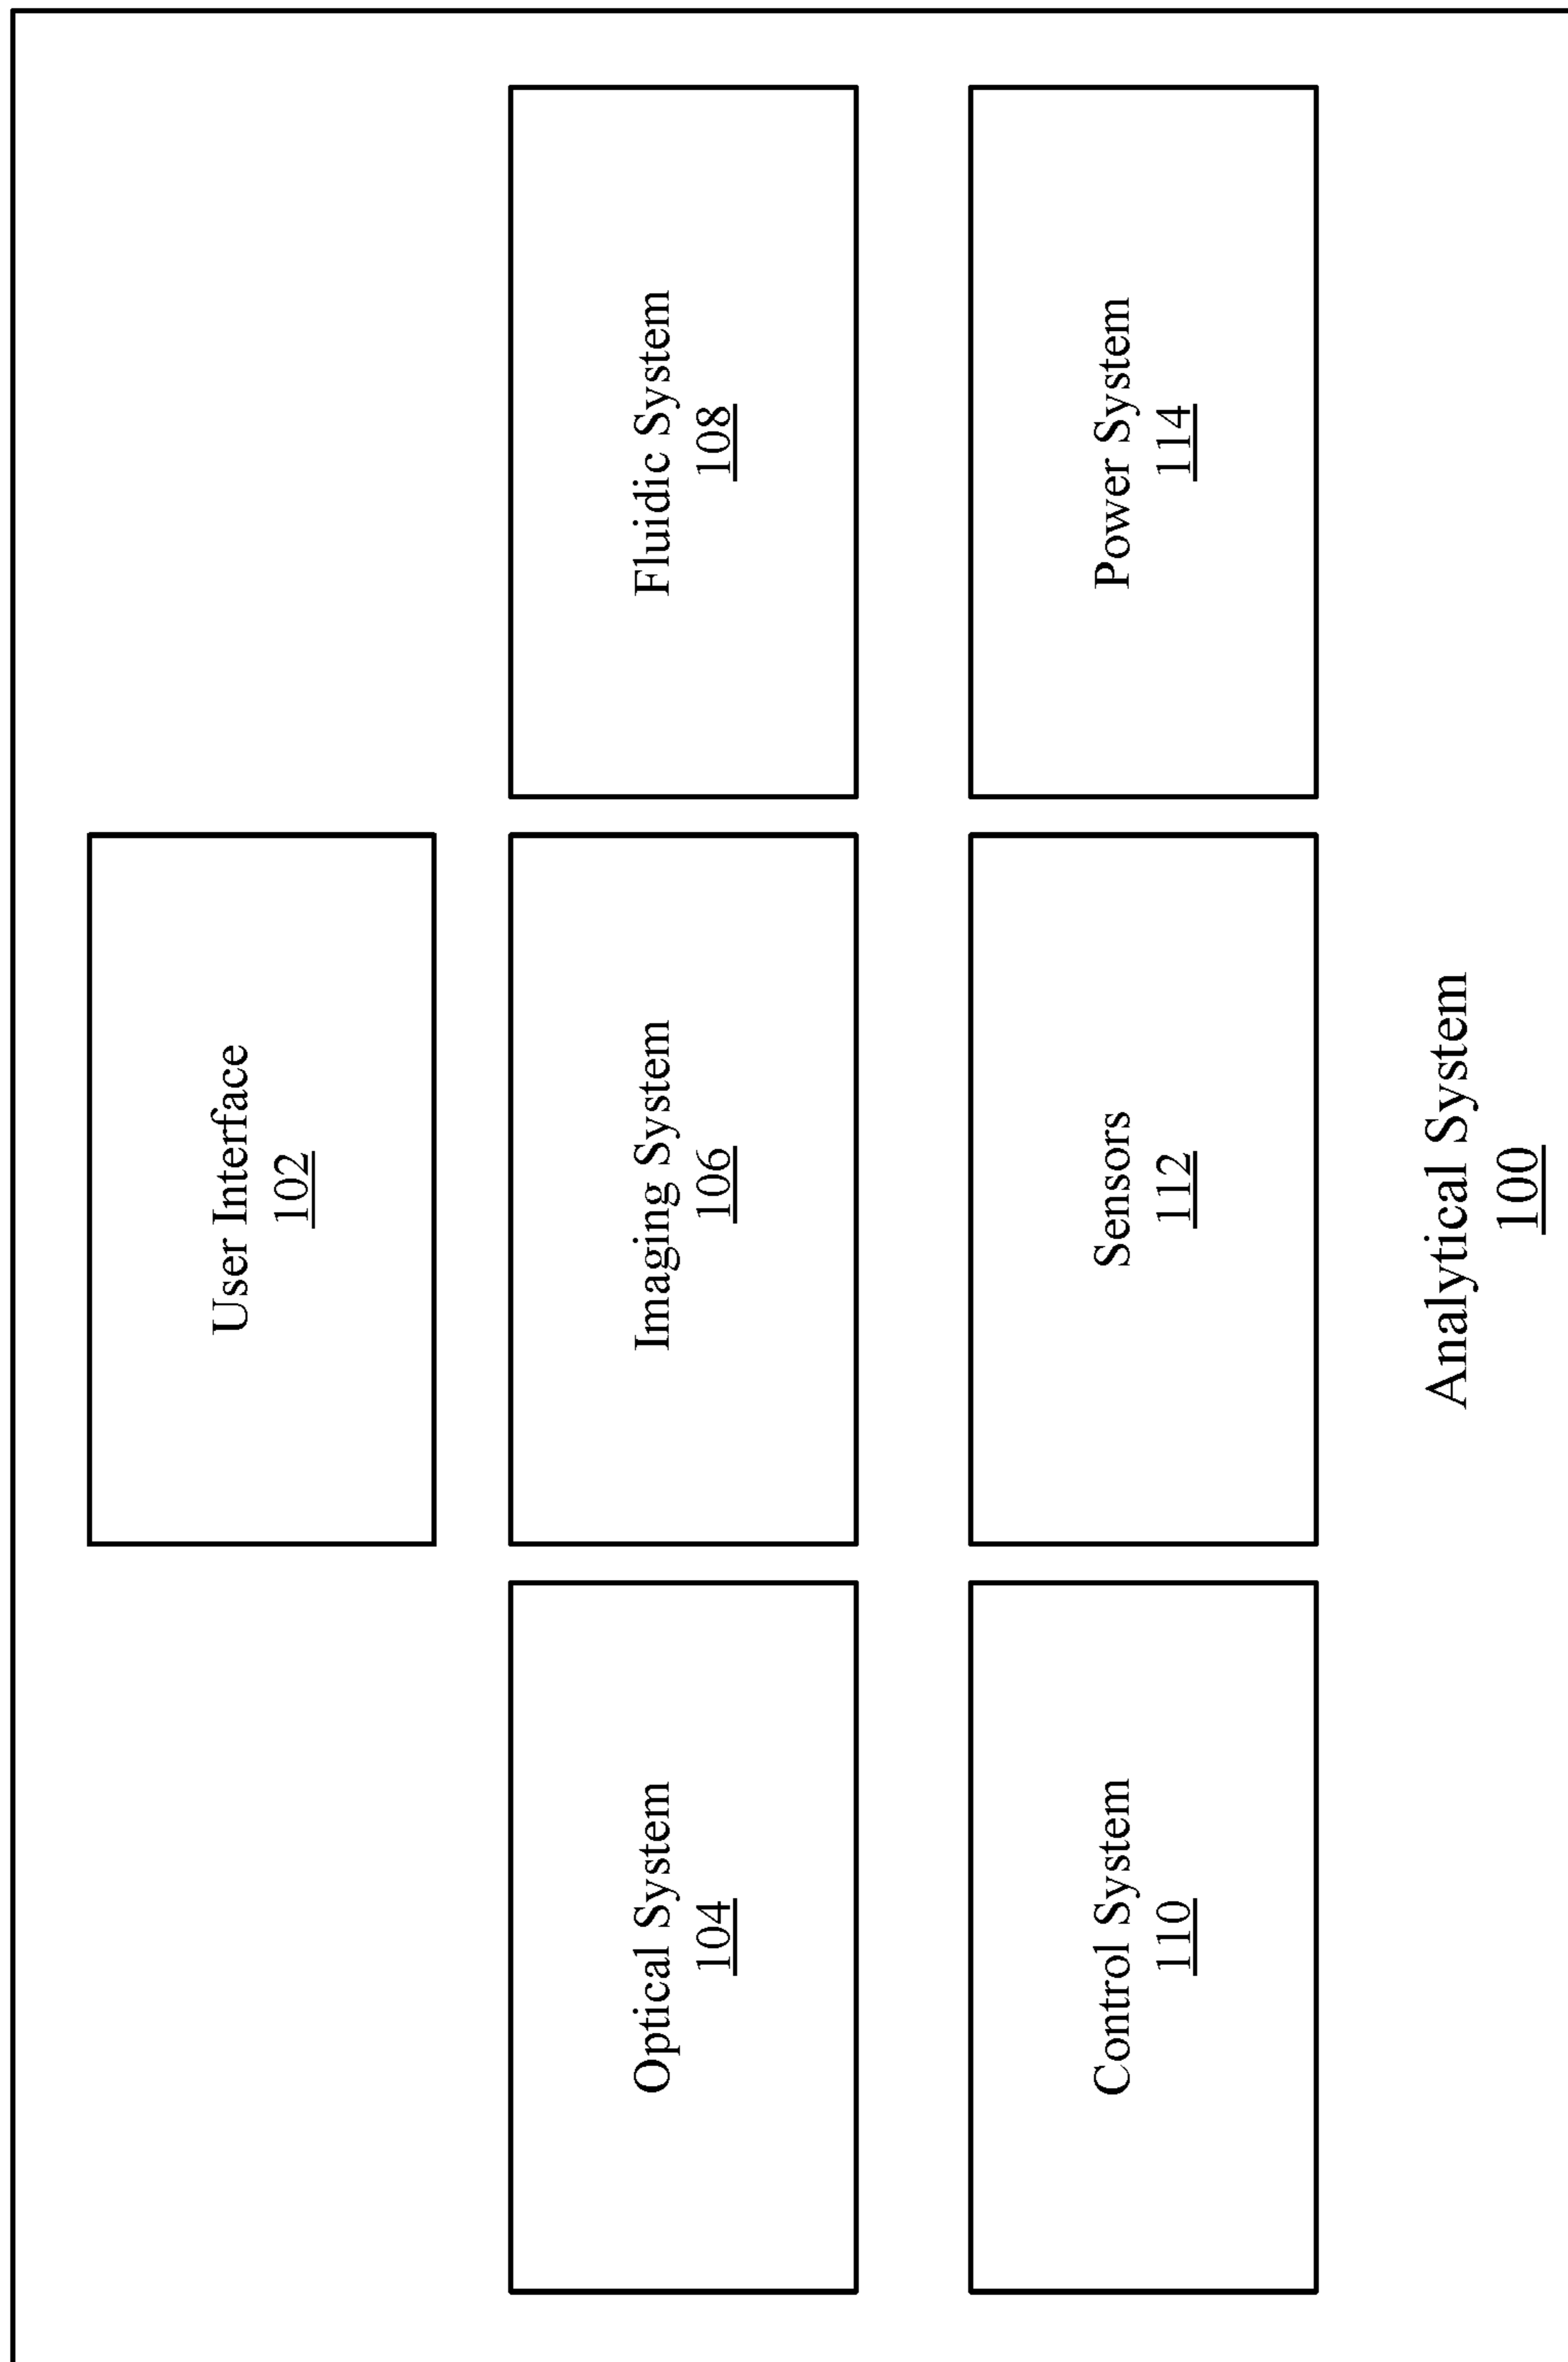 User Interface
102
Optical System
104
Imaging System
106
Fluidic System
108
Control System
110
Sensors
112
Power System
114
Analytical System
100